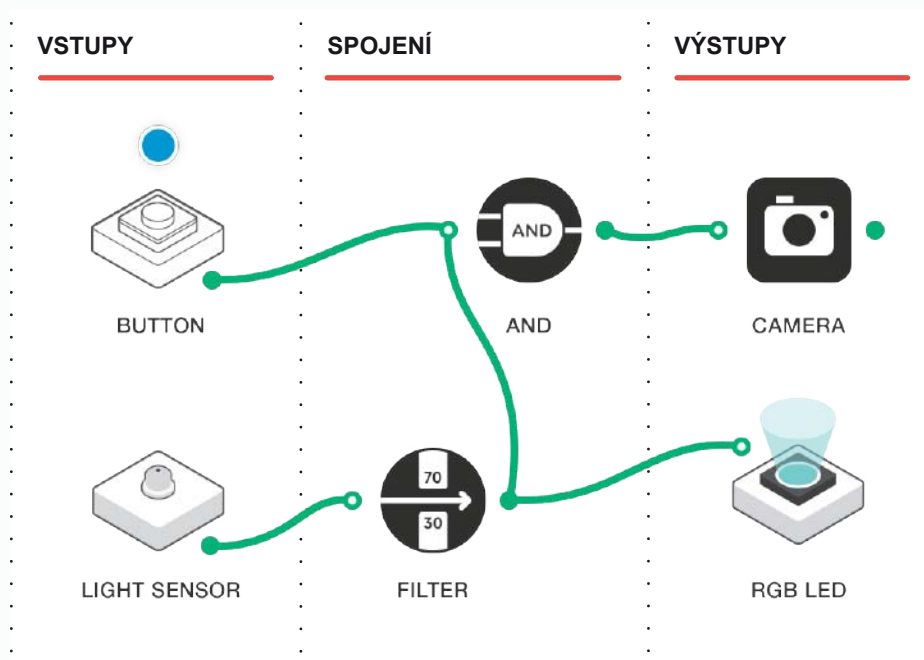 VSTUPY
SPOJENÍ
VÝSTUPY
AND
BUTTON
AND
CAMERA
70
30
LIGHT SENSOR
FILTER
RGB LED